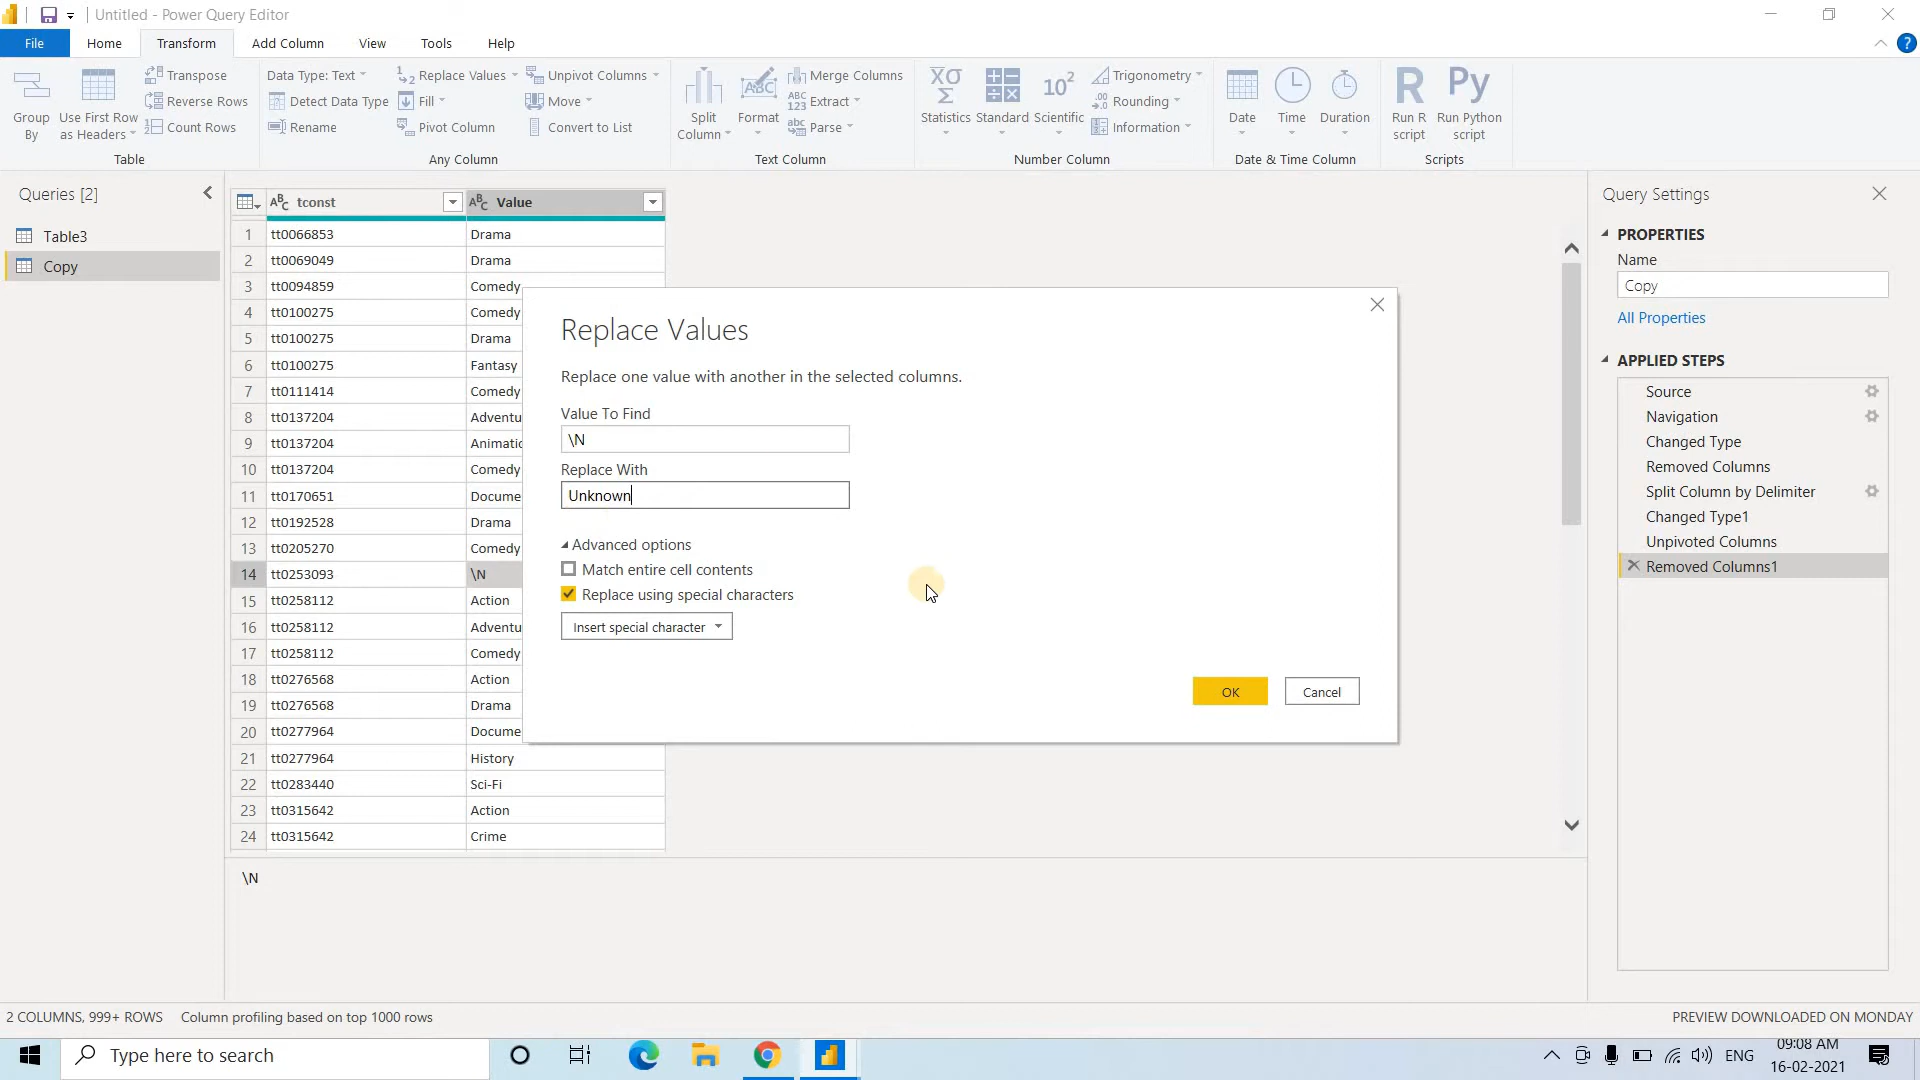 Untitled - Power Query Editor
File Home Transform Add Column View Tools Help
Group By
Use First Row as Headers
Transpose
Reverse Rows
Count Rows
Table
Data Type: Text
Detect Data Type
Rename
Replace Values
Fill
Pivot Column
Unpivot Columns
Move
Convert to List
Any Column
Split Column
Format
Merge Columns
Extract
Parse
Text Column
Statistics
Standard
Scientific
Trigonometry
Rounding
Information
Number Column
Date
Time
Duration
Date & Time Column
Run R script
Run Python script
Scripts
Queries [2]
Table3
Copy
tconst Value
1 tt0066853 Drama
2 tt0069049 Drama
3 tt0094859 Comedy
4 tt0100275 Comedy
5 tt0100275 Drama
6 tt0100275 Fantasy
7 tt0111414 Comedy
8 tt0137204 Adventu
9 tt0137204 Animatic
10 tt0137204 Comedy
11 tt0170651 Docume
12 tt0192528 Drama
13 tt0205270 Comedy
14 tt0253093 \N
15 tt0258112 Action
16 tt0258112 Adventu
17 tt0258112 Comedy
18 tt0276568 Action
19 tt0276568 Drama
20 tt0277964 Docume
21 tt0277964 History
22 tt0283440 Sci-Fi
23 tt0315642 Action
24 tt0315642 Crime
\N
Replace Values
Replace one value with another in the selected columns.
Value To Find
\N
Replace With
Unknown
Advanced options
Match entire cell contents
Replace using special characters
Insert special character
OK Cancel
Query Settings
PROPERTIES
Name
Copy
All Properties
APPLIED STEPS
Source
Navigation
Changed Type
Removed Columns
Split Column by Delimiter
Changed Type1
Unpivoted Columns
Removed Columns1
2 COLUMNS, 999+ ROWS Column profiling based on top 1000 rows
PREVIEW DOWNLOADED ON MONDAY
Type here to search
ENG
09:08 AM
16-02-2021